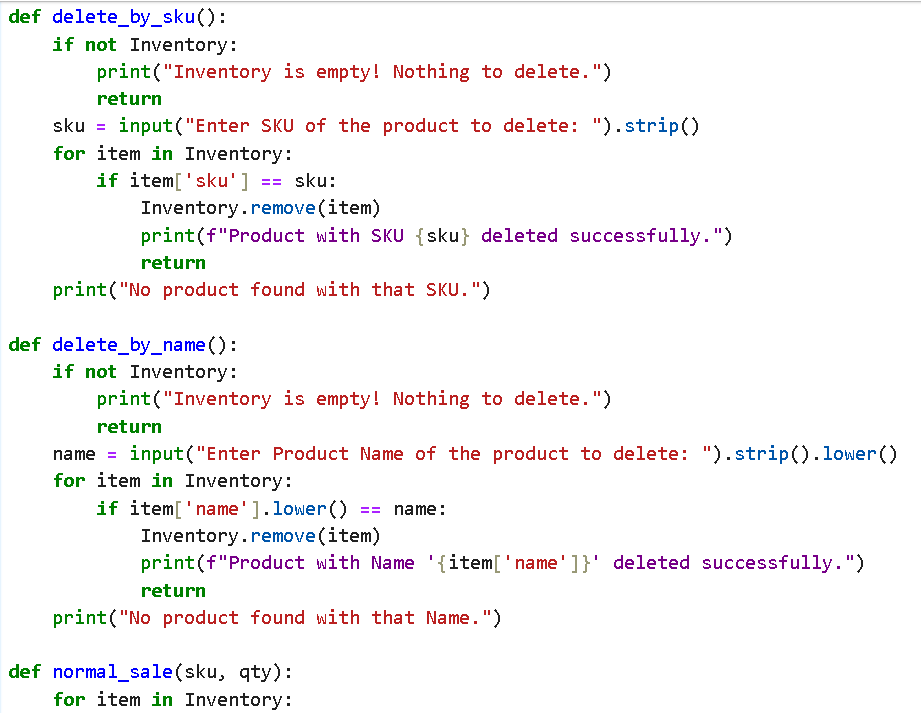 def delete_by_sku():
    if not Inventory:
        print("Inventory is empty! Nothing to delete.")
        return
    sku = input("Enter SKU of the product to delete: ").strip()
    for item in Inventory:
        if item['sku'] == sku:
            Inventory.remove(item)
            print(f"Product with SKU {sku} deleted successfully.")
            return
    print("No product found with that SKU.")

def delete_by_name():
    if not Inventory:
        print("Inventory is empty! Nothing to delete.")
        return
    name = input("Enter Product Name of the product to delete: ").strip().lower()
    for item in Inventory:
        if item['name'].lower() == name:
            Inventory.remove(item)
            print(f"Product with Name '{item['name']}' deleted successfully.")
            return
    print("No product found with that Name.")

def normal_sale(sku, qty):
    for item in Inventory: